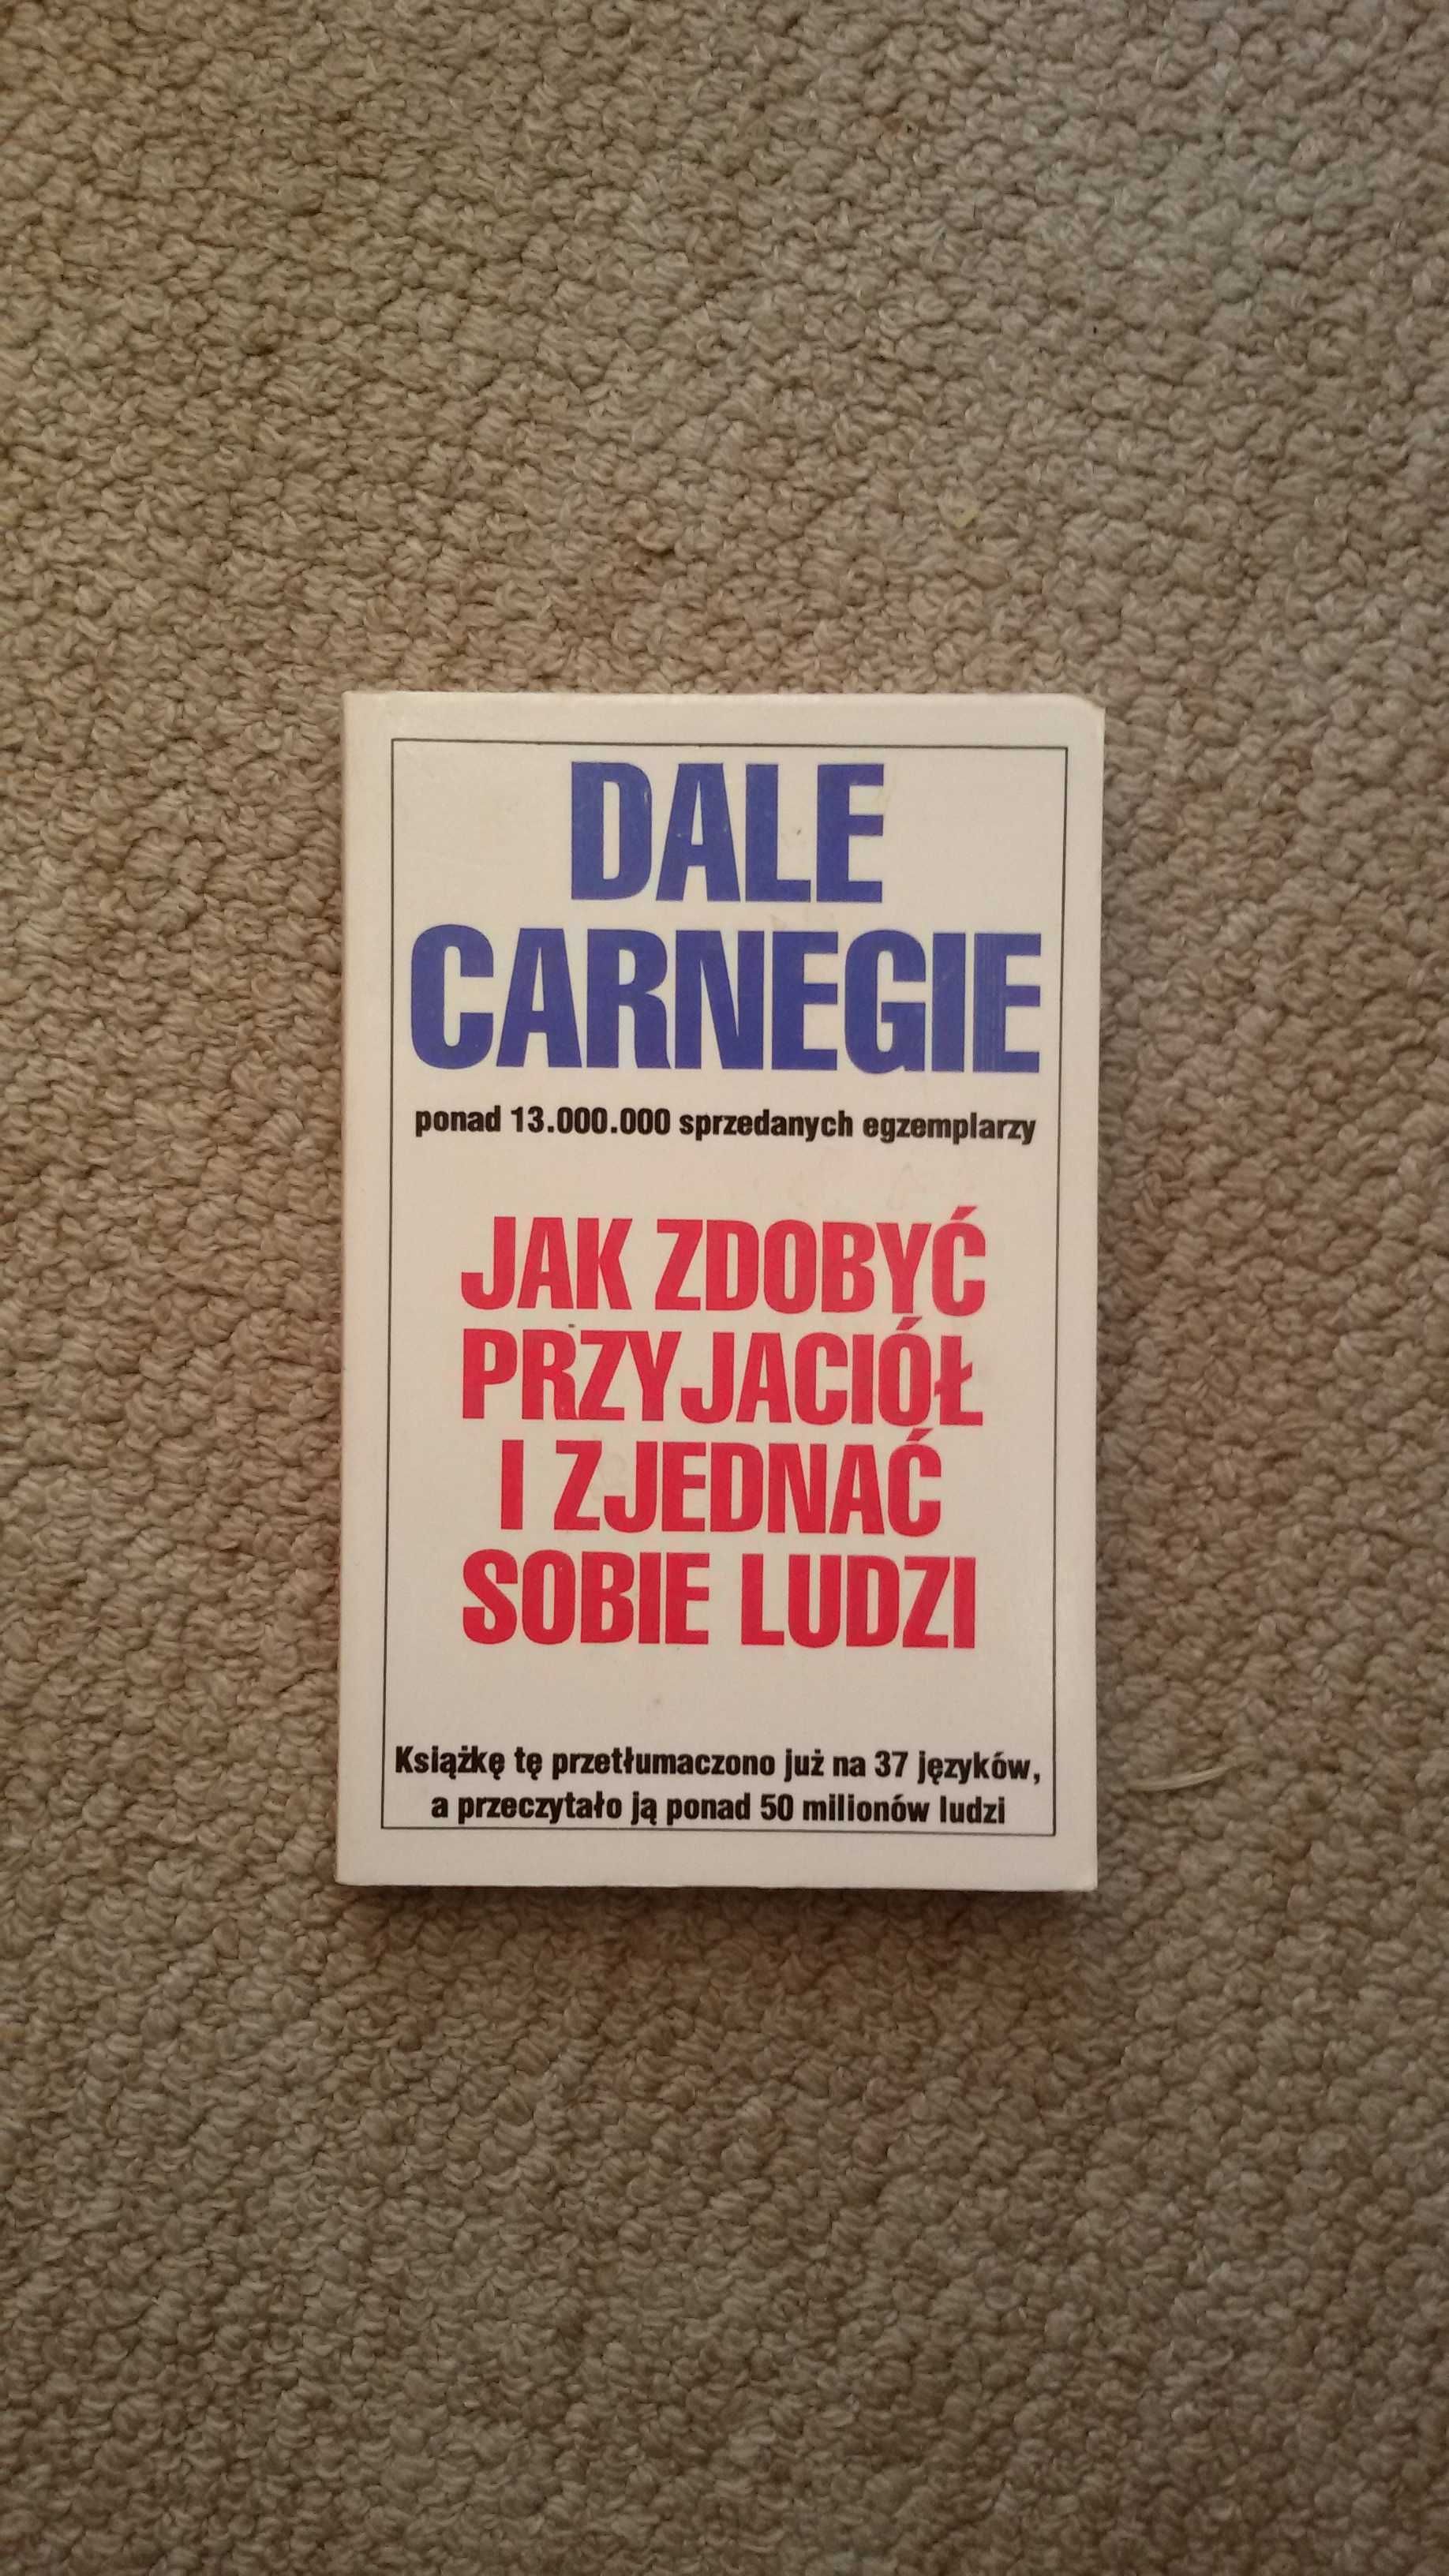 DALE
CARNEGIE
ponad 13.000.000 sprzedanych egzemplarzy
JAK ZDOBYĆ
PRZYJACIÓŁ
I ZJEDNAĆ
SOBIE LUDZI
Książkę tę przetłumaczono już na 37 języków,
a przeczytało ją ponad 50 milionów ludzi